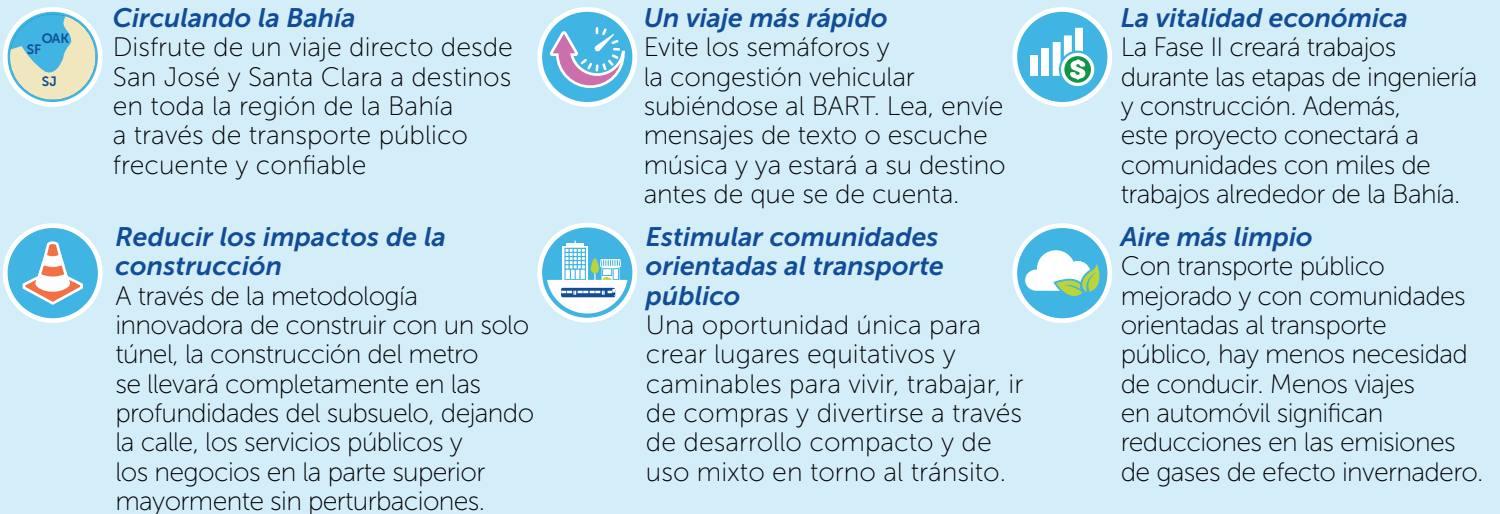 SF
OAK
SJ
Circulando la Bahía
Disfrute de un viaje directo desde
San José y Santa Clara a destinos
en toda la región de la Bahía
a través de transporte público
frecuente y confiable
Un viaje más rápido
Evite los semáforos y
la congestión vehicular
subiéndose al BART. Lea, envíe
mensajes de texto o escuche
música y ya estará a su destino
antes de que se de cuenta.
S
La vitalidad económica
La Fase II creará trabajos
durante las etapas de ingeniería
y construcción. Además,
este proyecto conectará a
comunidades con miles de
trabajos alrededor de la Bahía.
Reducir los impactos de la
construcción
A través de la metodología
innovadora de construir con un solo
túnel, la construcción del metro
se llevará completamente en las
profundidades del subsuelo, dejando
la calle, los servicios públicos y
los negocios en la parte superior
mayormente sin perturbaciones.
Estimular comunidades
orientadas al transporte
público
Una oportunidad única para
crear lugares equitativos y
caminables para vivir, trabajar, ir
de compras y divertirse a través
de desarrollo compacto y de
uso mixto en torno al tránsito.
Aire más limpio
Con transporte público
mejorado y con comunidades
orientadas al transporte
público, hay menos necesidad
de conducir. Menos viajes
en automóvil significan
reducciones en las emisiones
de gases de efecto invernadero.